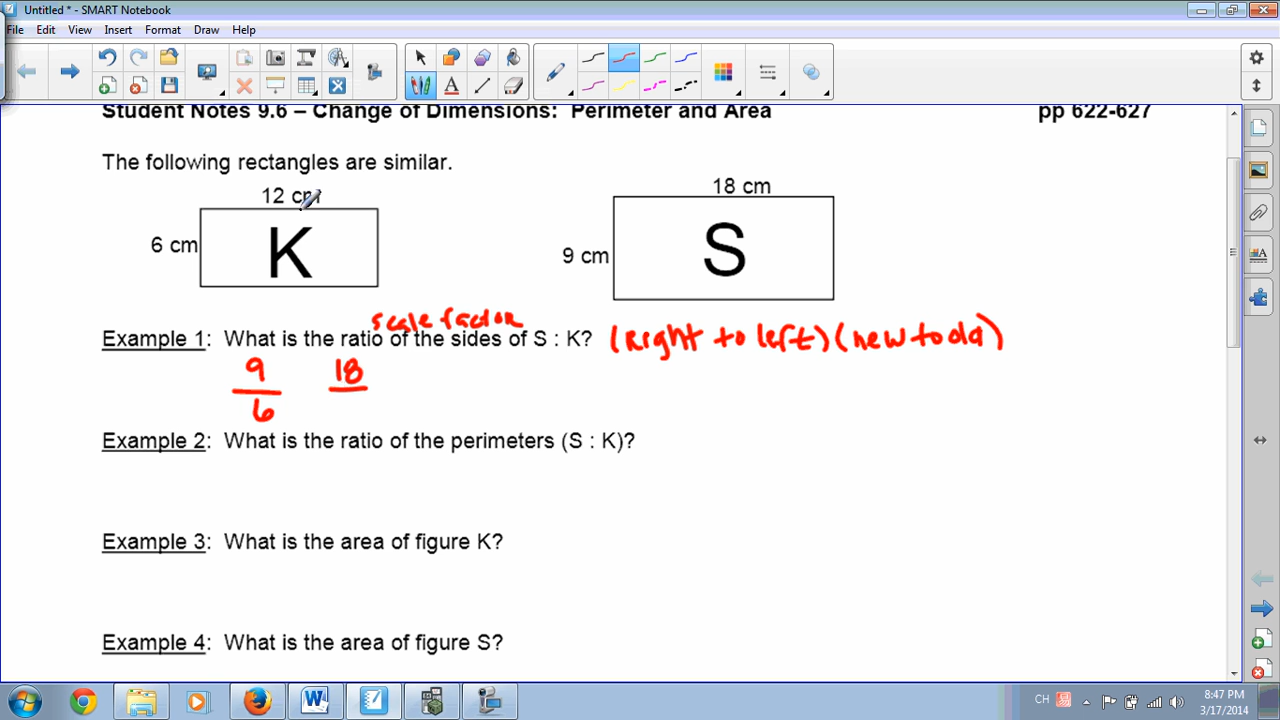 Untitled * - SMART Notebook
File Edit View Insert Format Draw Help
Student Notes 9.6 – Change of Dimensions: Perimeter and Area pp 622-627
The following rectangles are similar.
12 cm
18 cm
6 cm
K
9 cm
S
scale factor
Example 1: What is the ratio of the sides of S : K? (Right to left) (new to old)
9 18
6
Example 2: What is the ratio of the perimeters (S : K)?
Example 3: What is the area of figure K?
Example 4: What is the area of figure S?
CH
8:47 PM
3/17/2014